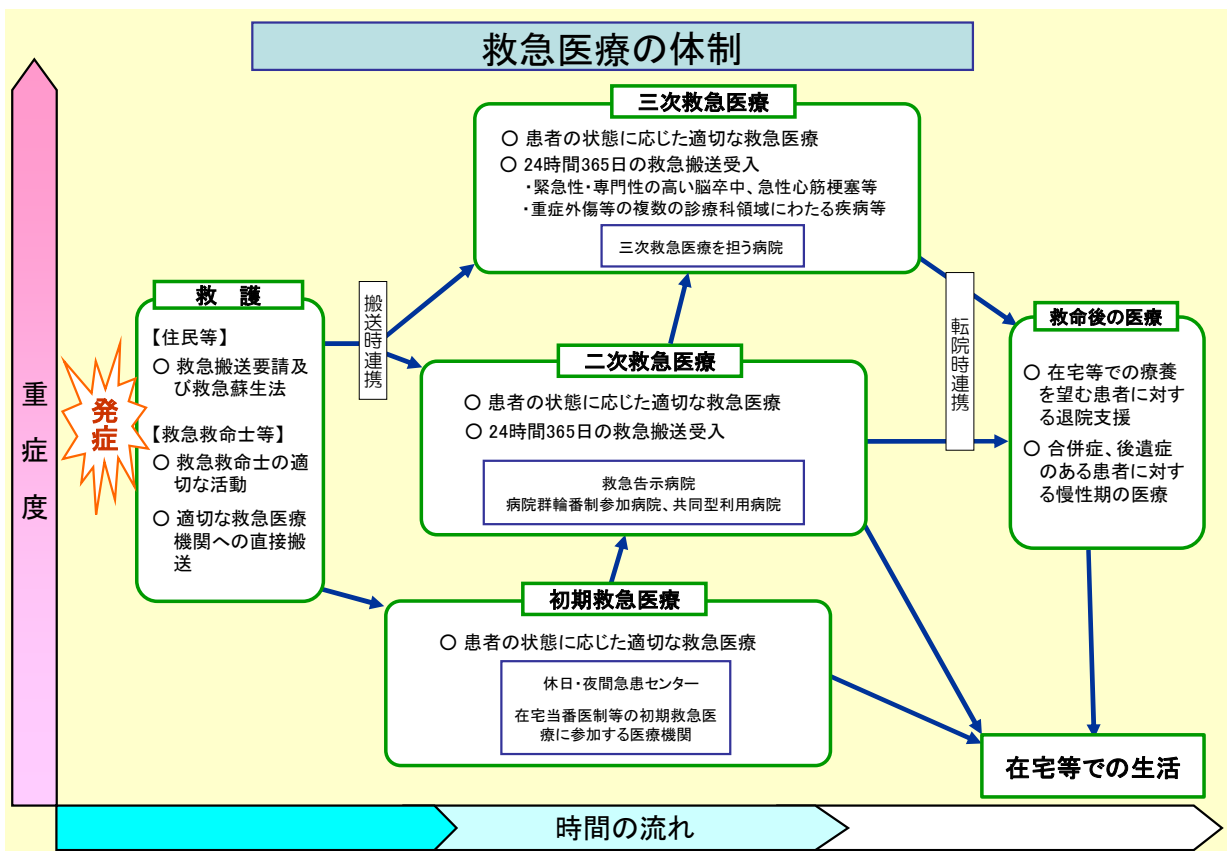 救急医療の体制
重症度
発症
救　護
【住民等】
○ 救急搬送要請及
び救急蘇生法
【救急救命士等】
○ 救急救命士の適
切な活動
○ 適切な救急医療
機関への直接搬
送
搬送時連携
三次救急医療
○ 患者の状態に応じた適切な救急医療
○ 24時間365日の救急搬送受入
・緊急性・専門性の高い脳卒中、急性心筋梗塞等
・重症外傷等の複数の診療科領域にわたる疾病等
三次救急医療を担う病院
二次救急医療
○ 患者の状態に応じた適切な救急医療
○ 24時間365日の救急搬送受入
救急告示病院
病院群輪番制参加病院、共同型利用病院
初期救急医療
○ 患者の状態に応じた適切な救急医療
休日・夜間急患センター
在宅当番医制等の初期救急医
療に参加する医療機関
転院時連携
救命後の医療
○ 在宅等での療養
を望む患者に対す
る退院支援
○ 合併症、後遺症
のある患者に対す
る慢性期の医療
在宅等での生活
時間の流れ